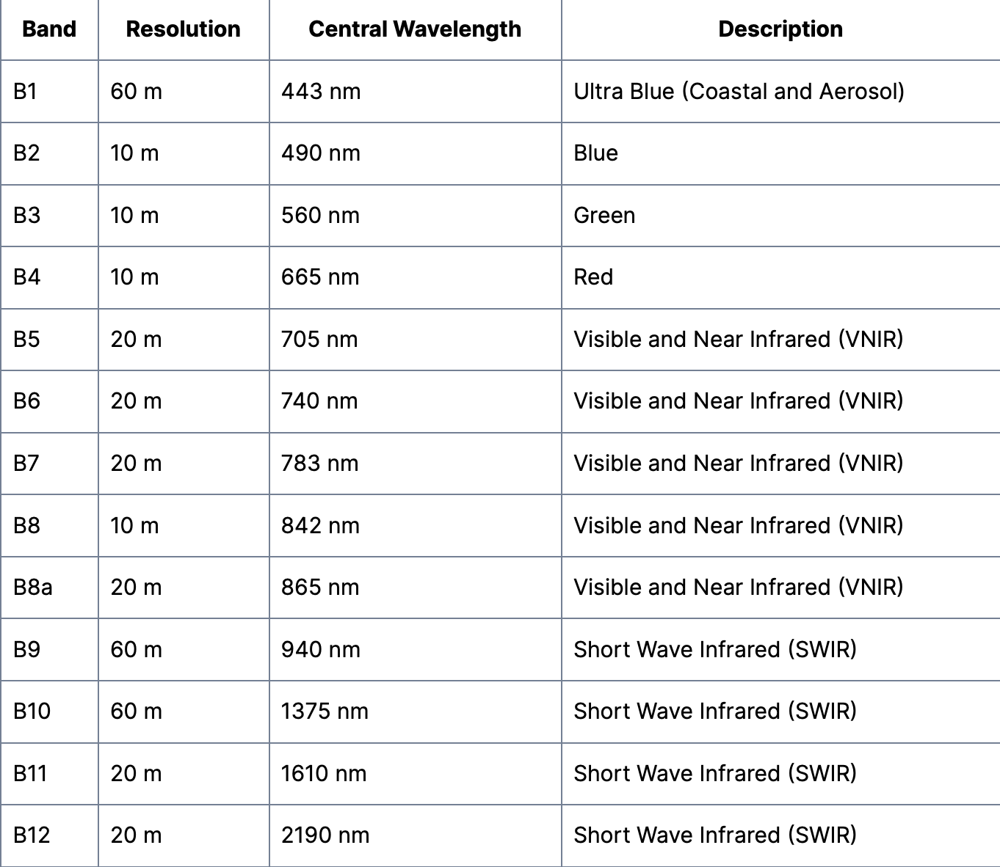 Band Resolution Central Wavelength Description
B1 60 m 443 nm Ultra Blue (Coastal and Aerosol)
B2 10 m 490 nm Blue
B3 10 m 560 nm Green
B4 10 m 665 nm Red
B5 20 m 705 nm Visible and Near Infrared (VNIR)
B6 20 m 740 nm Visible and Near Infrared (VNIR)
B7 20 m 783 nm Visible and Near Infrared (VNIR)
B8 10 m 842 nm Visible and Near Infrared (VNIR)
B8a 20 m 865 nm Visible and Near Infrared (VNIR)
B9 60 m 940 nm Short Wave Infrared (SWIR)
B10 60 m 1375 nm Short Wave Infrared (SWIR)
B11 20 m 1610 nm Short Wave Infrared (SWIR)
B12 20 m 2190 nm Short Wave Infrared (SWIR)